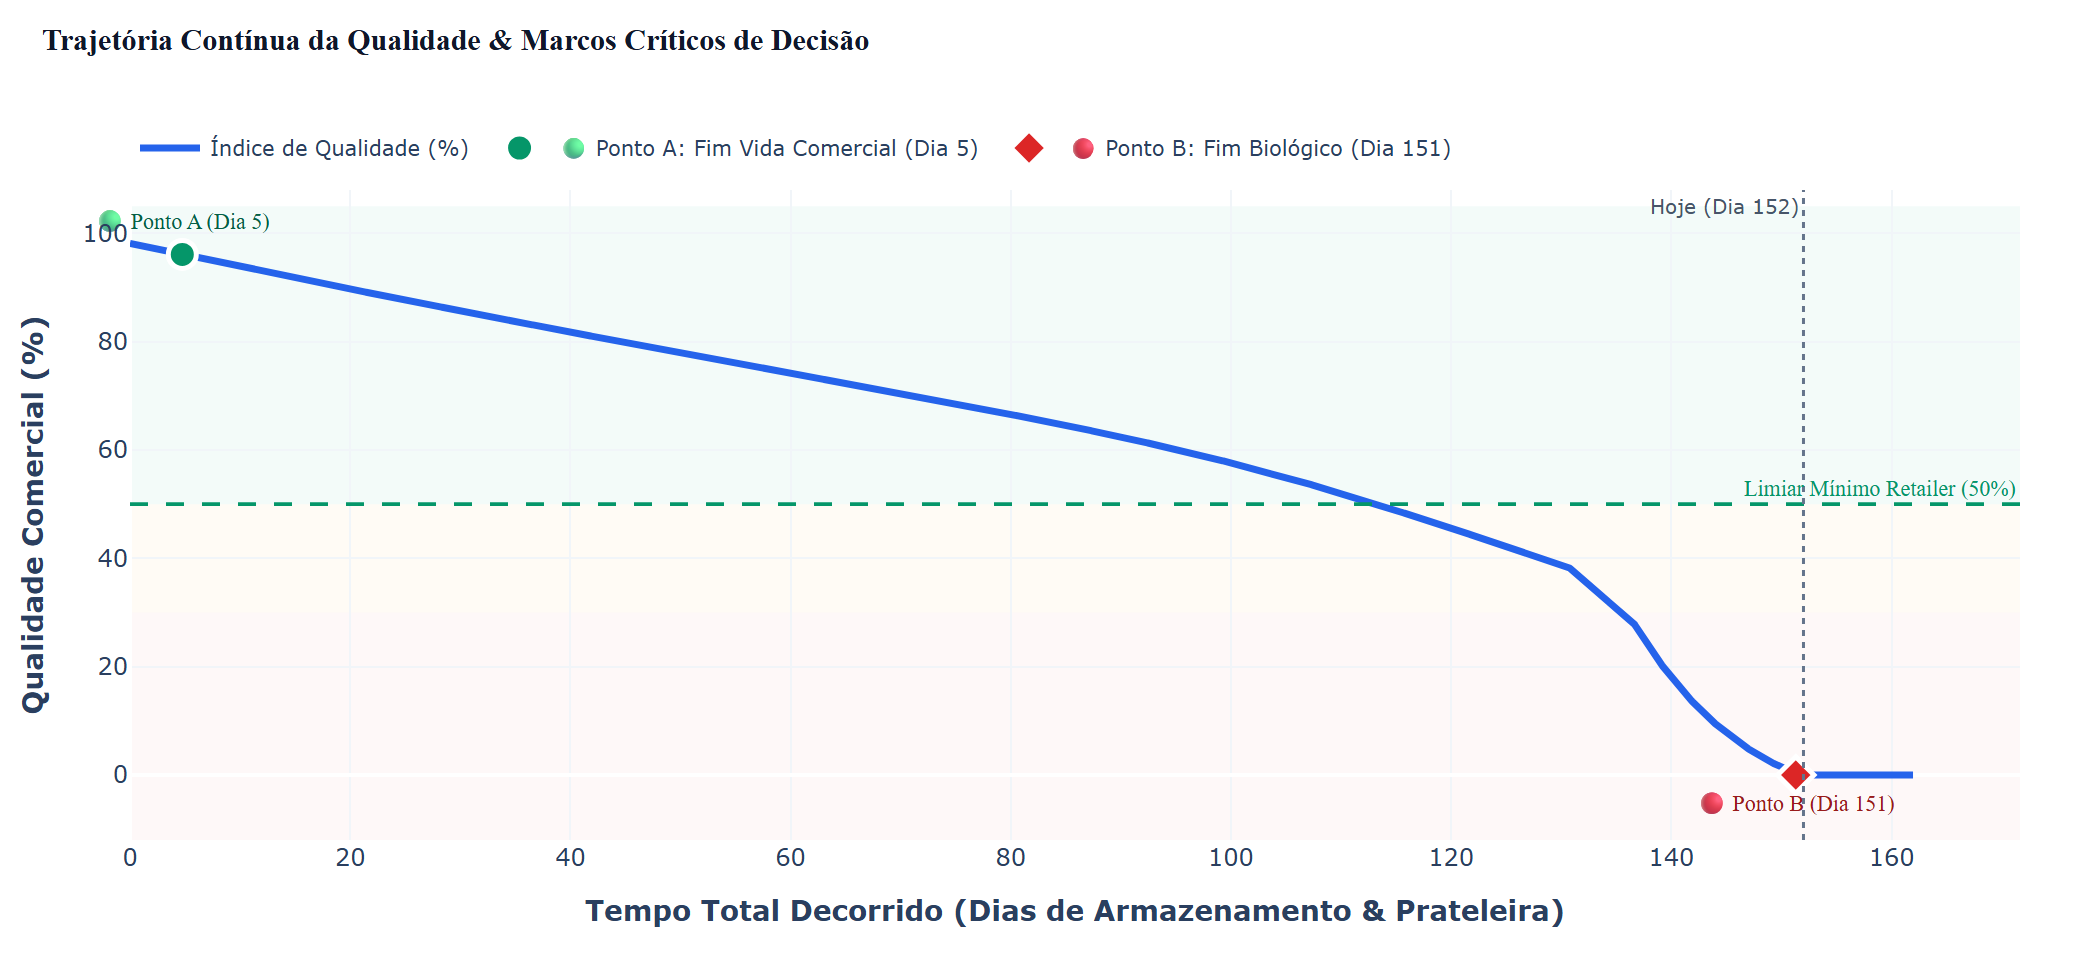 Trajetória Contínua da Qualidade & Marcos Críticos de Decisão
Índice de Qualidade (%)
Ponto A: Fim Vida Comercial (Dia 5)
Ponto B: Fim Biológico (Dia 151)
Ponto A (Dia 5)
Hoje (Dia 152)
100
80
60
Limiar Mínimo Retailer (50%)
40
20
0
Ponto B (Dia 151)
Qualidade Comercial (%)
0 20 40 60 80 100 120 140 160
Tempo Total Decorrido (Dias de Armazenamento & Prateleira)